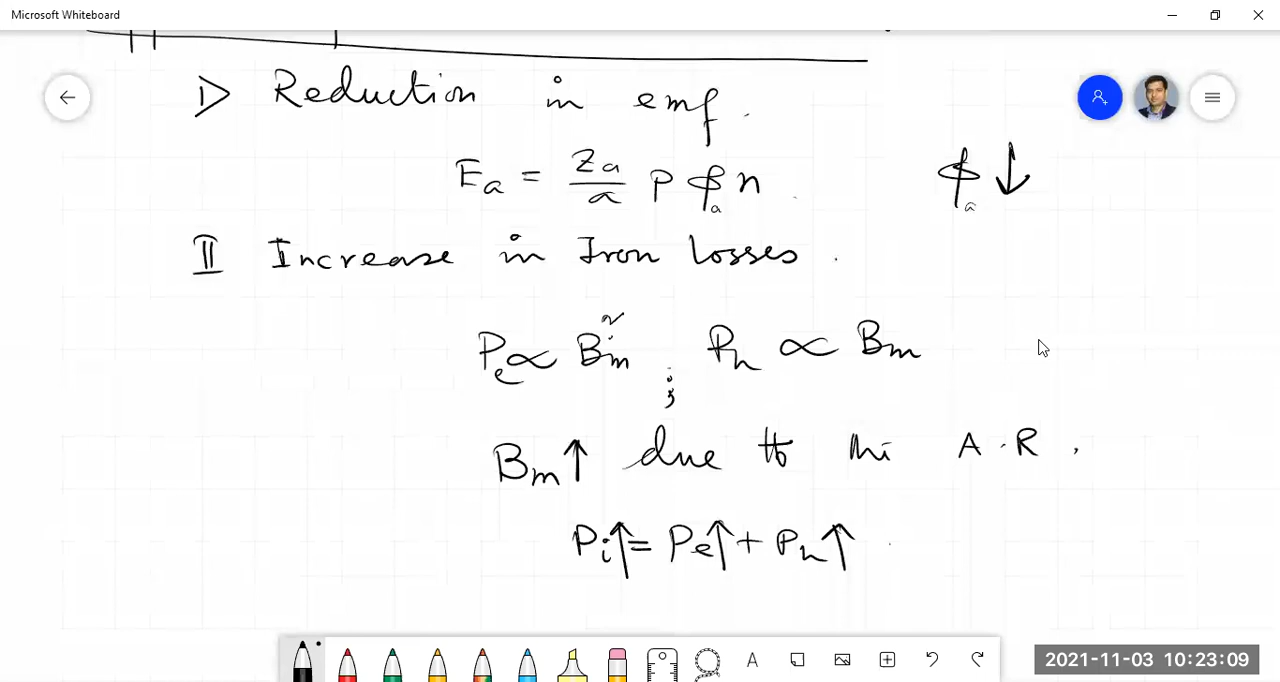 Microsoft Whiteboard
I> Reduction in emf.
Ea = Za/a P ϕa n . ϕa ↓
II Increase in Iron losses .
Pe ∝ Bm² ; Ph ∝ Bm
Bm↑ due to the A.R.
Pi↑ = Pe↑ + Ph↑ .
A
2021-11-03 10:23:09